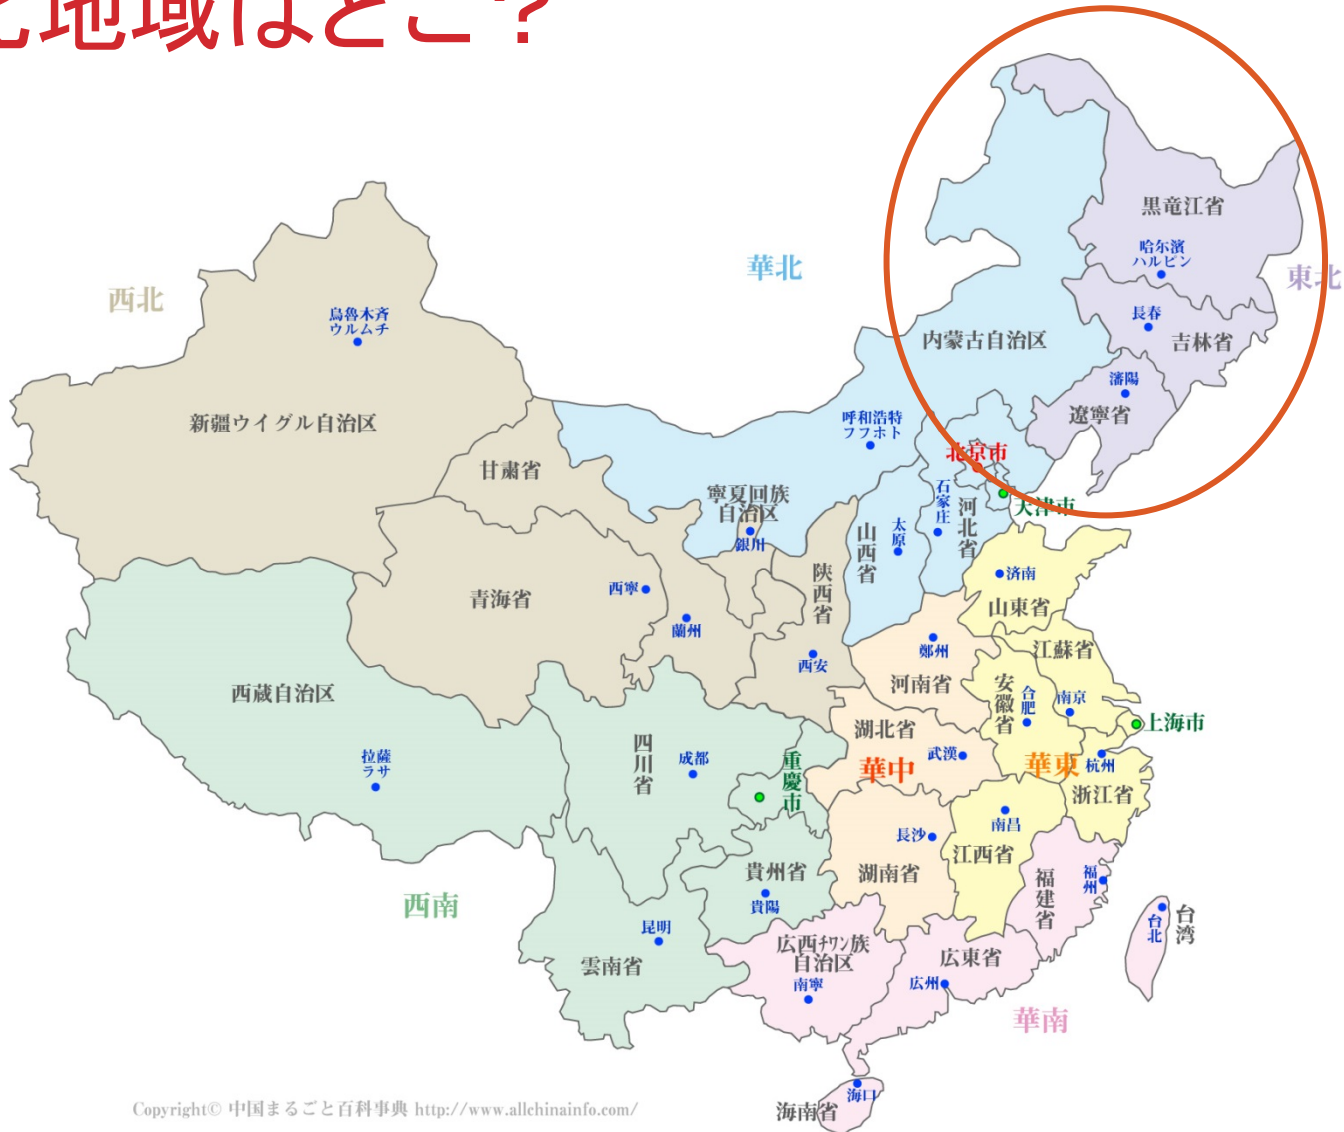 地域はどこ?
黒竜江省
哈尔濱
ハルビン
華北
東北
西北
長春
烏魯木斉
ウルムチ
内蒙古自治区
吉林省
瀋陽
新疆ウイグル自治区
呼和浩特
フフホト
遼寧省
北京市
甘粛省
寧夏回族
自治区
石家庄
河北省
天津市
銀川
山西省
太原
陝西省
済南
青海省
西寧
山東省
蘭州
鄭州
江蘇省
西安
西蔵自治区
河南省
安徽省
合肥
南京
湖北省
上海市
四川省
成都
武漢
拉薩
ラサ
重慶市
華中
華東
杭州
浙江省
長沙
南昌
江西省
貴州省
湖南省
福建省
福州
西南
貴陽
台北
台湾
昆明
広西チワン族
自治区
広東省
雲南省
南寧
広州
華南
海口
海南省
Copyright© 中国まるごと百科事典 http://www.allchinainfo.com/